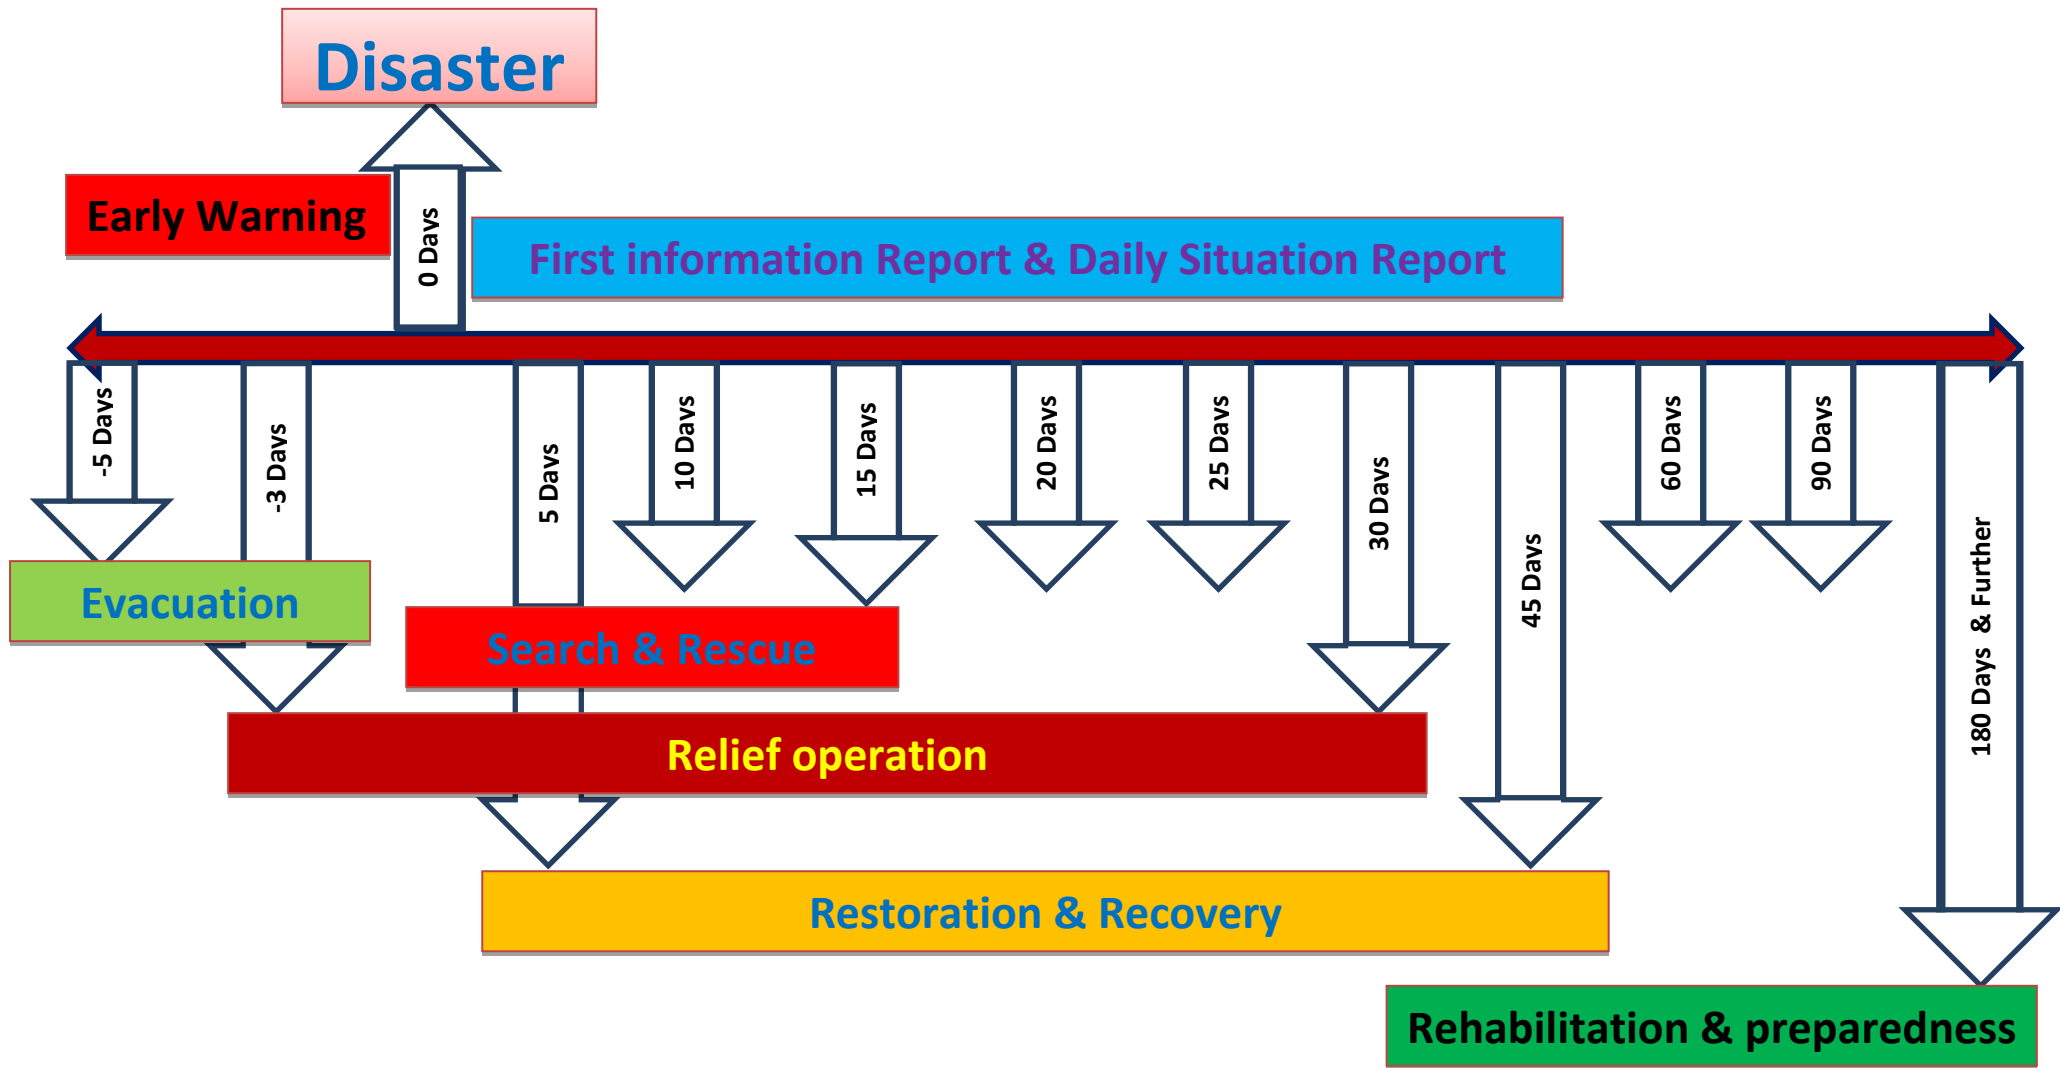 Disaster
Early Warning
0 Days
First information Report & Daily Situation Report
-5 Days
-3 Days
5 Days
10 Days
15 Days
20 Days
25 Days
30 Days
45 Days
60 Days
90 Days
180 Days & Further
Evacuation
Search & Rescue
Relief operation
Restoration & Recovery
Rehabilitation & preparedness